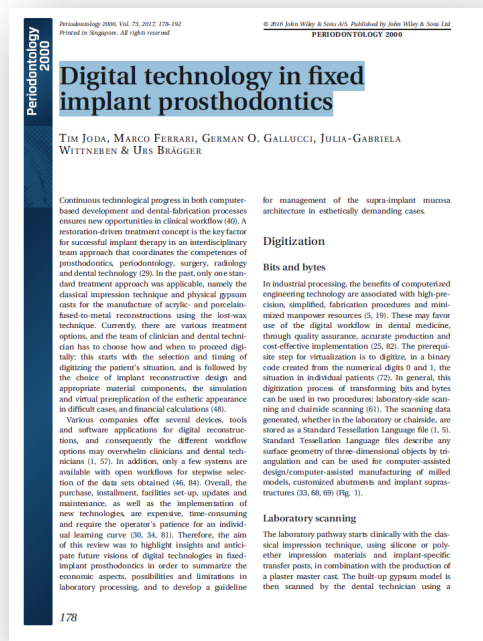 Periodontology 2000, Vol. 73, 2017, 178–192
Printed in Singapore. All rights reserved
© 2016 John Wiley & Sons A/S. Published by John Wiley & Sons Ltd
PERIODONTOLOGY 2000
Periodontology
2000
Digital technology in fixed
implant prosthodontics
TIM JODA, MARCO FERRARI, GERMAN O. GALLUCCI, JULIA-GABRIELA
WITTNEBEN & URS BRÄGGER
Continuous technological progress in both computer-
based development and dental-fabrication processes
ensures new opportunities in clinical workflow (40). A
restoration-driven treatment concept is the key factor
for successful implant therapy in an interdisciplinary
team approach that coordinates the competences of
prosthodontics, periodontology, surgery, radiology
and dental technology (29). In the past, only one stan-
dard treatment approach was applicable, namely the
classical impression technique and physical gypsum
casts for the manufacture of acrylic- and porcelain-
fused-to-metal reconstructions using the lost-wax
technique. Currently, there are various treatment
options, and the team of clinician and dental techni-
cian has to choose how and when to proceed digi-
tally: this starts with the selection and timing of
digitizing the patient's situation, and is followed by
the choice of implant reconstructive design and
appropriate material components, the simulation
and virtual prereplication of the esthetic appearance
in difficult cases, and financial calculations (48).
Various companies offer several devices, tools
and software applications for digital reconstruc-
tions, and consequently the different workflow
options may overwhelm clinicians and dental tech-
nicians (1, 57). In addition, only a few systems are
available with open workflows for stepwise selec-
tion of the data sets obtained (46, 84). Overall, the
purchase, installment, facilities set-up, updates and
maintenance, as well as the implementation of
new technologies, are expensive, time-consuming
and require the operator's patience for an individ-
ual learning curve (30, 34, 81). Therefore, the aim
of this review was to highlight insights and antici-
pate future visions of digital technologies in fixed-
implant prosthodontics in order to summarize the
economic aspects, possibilities and limitations in
laboratory processing, and to develop a guideline
for management of the supra-implant mucosa
architecture in esthetically demanding cases.
Digitization
Bits and bytes
In industrial processing, the benefits of computerized
engineering technology are associated with high-pre-
cision, simplified, fabrication procedures and mini-
mized manpower resources (5, 19). These may favor
use of the digital workflow in dental medicine,
through quality assurance, accurate production and
cost-effective implementation (25, 82). The prerequi-
site step for virtualization is to digitize, in a binary
code created from the numerical digits 0 and 1, the
situation in individual patients (72). In general, this
digitization process of transforming bits and bytes
can be used in two procedures: laboratory-side scan-
ning and chairside scanning (61). The scanning data
generated, whether in the laboratory or chairside, are
stored as a Standard Tessellation Language file (1, 5).
Standard Tessellation Language files describe any
surface geometry of three-dimensional objects by tri-
angulation and can be used for computer-assisted
design/computer-assisted manufacturing of milled
models, customized abutments and implant supras-
tructures (33, 68, 69) (Fig. 1).
Laboratory scanning
The laboratory pathway starts clinically with the clas-
sical impression technique, using silicone or poly-
ether impression materials and implant-specific
transfer posts, in combination with the production of
a plaster master cast. The built-up gypsum model is
then scanned by the dental technician using a
178